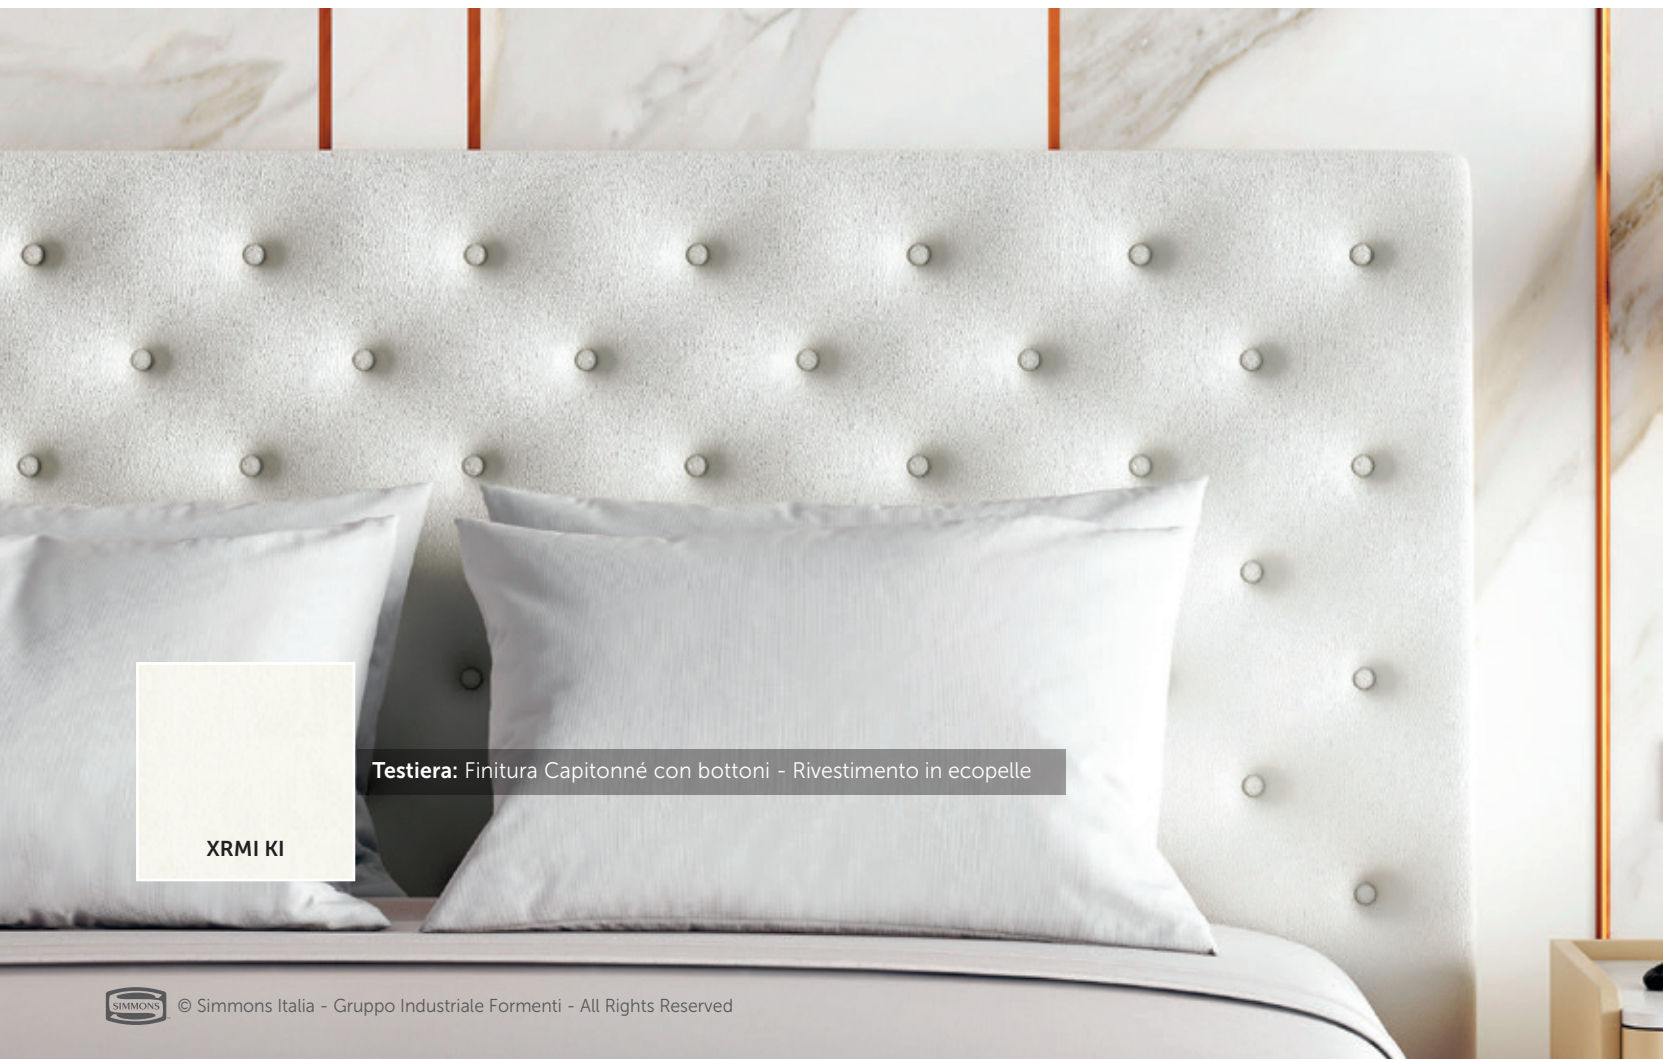 Testiera: Finitura Capitonné con bottoni - Rivestimento in ecopelle
XRMI KI
SIMMONS © Simmons Italia - Gruppo Industriale Formenti - All Rights Reserved